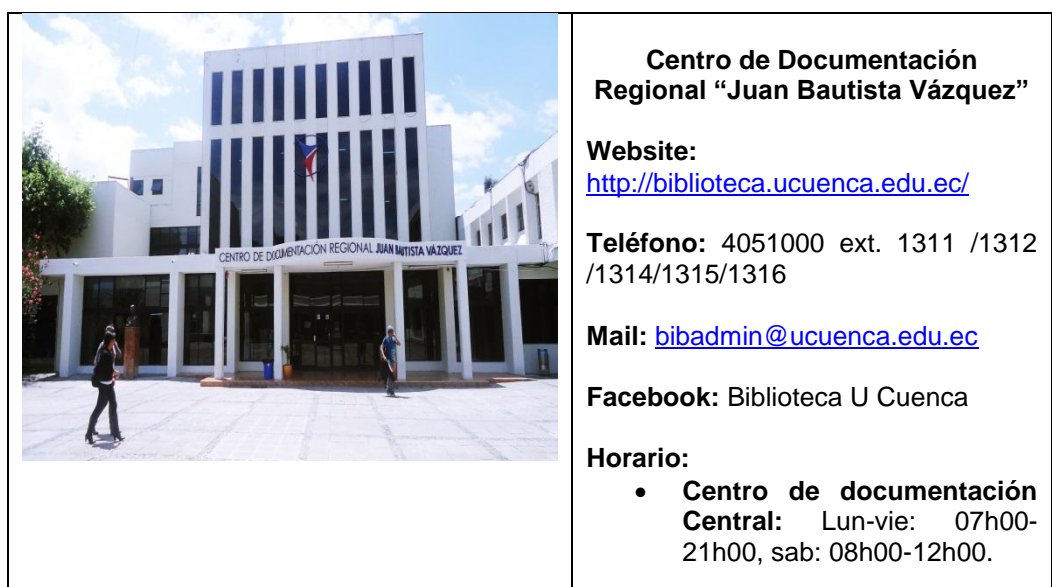 CENTRO DE DOCUMENTACIÓN REGIONAL JUAN BAUTISTA VÁZQUEZ
Centro de Documentación
Regional “Juan Bautista Vázquez”
Website:
http://biblioteca.ucuenca.edu.ec/
Teléfono: 4051000 ext. 1311 /1312
/1314/1315/1316
Mail: bibadmin@ucuenca.edu.ec
Facebook: Biblioteca U Cuenca
Horario:
• Centro de documentación
Central: Lun-vie: 07h00-
21h00, sab: 08h00-12h00.